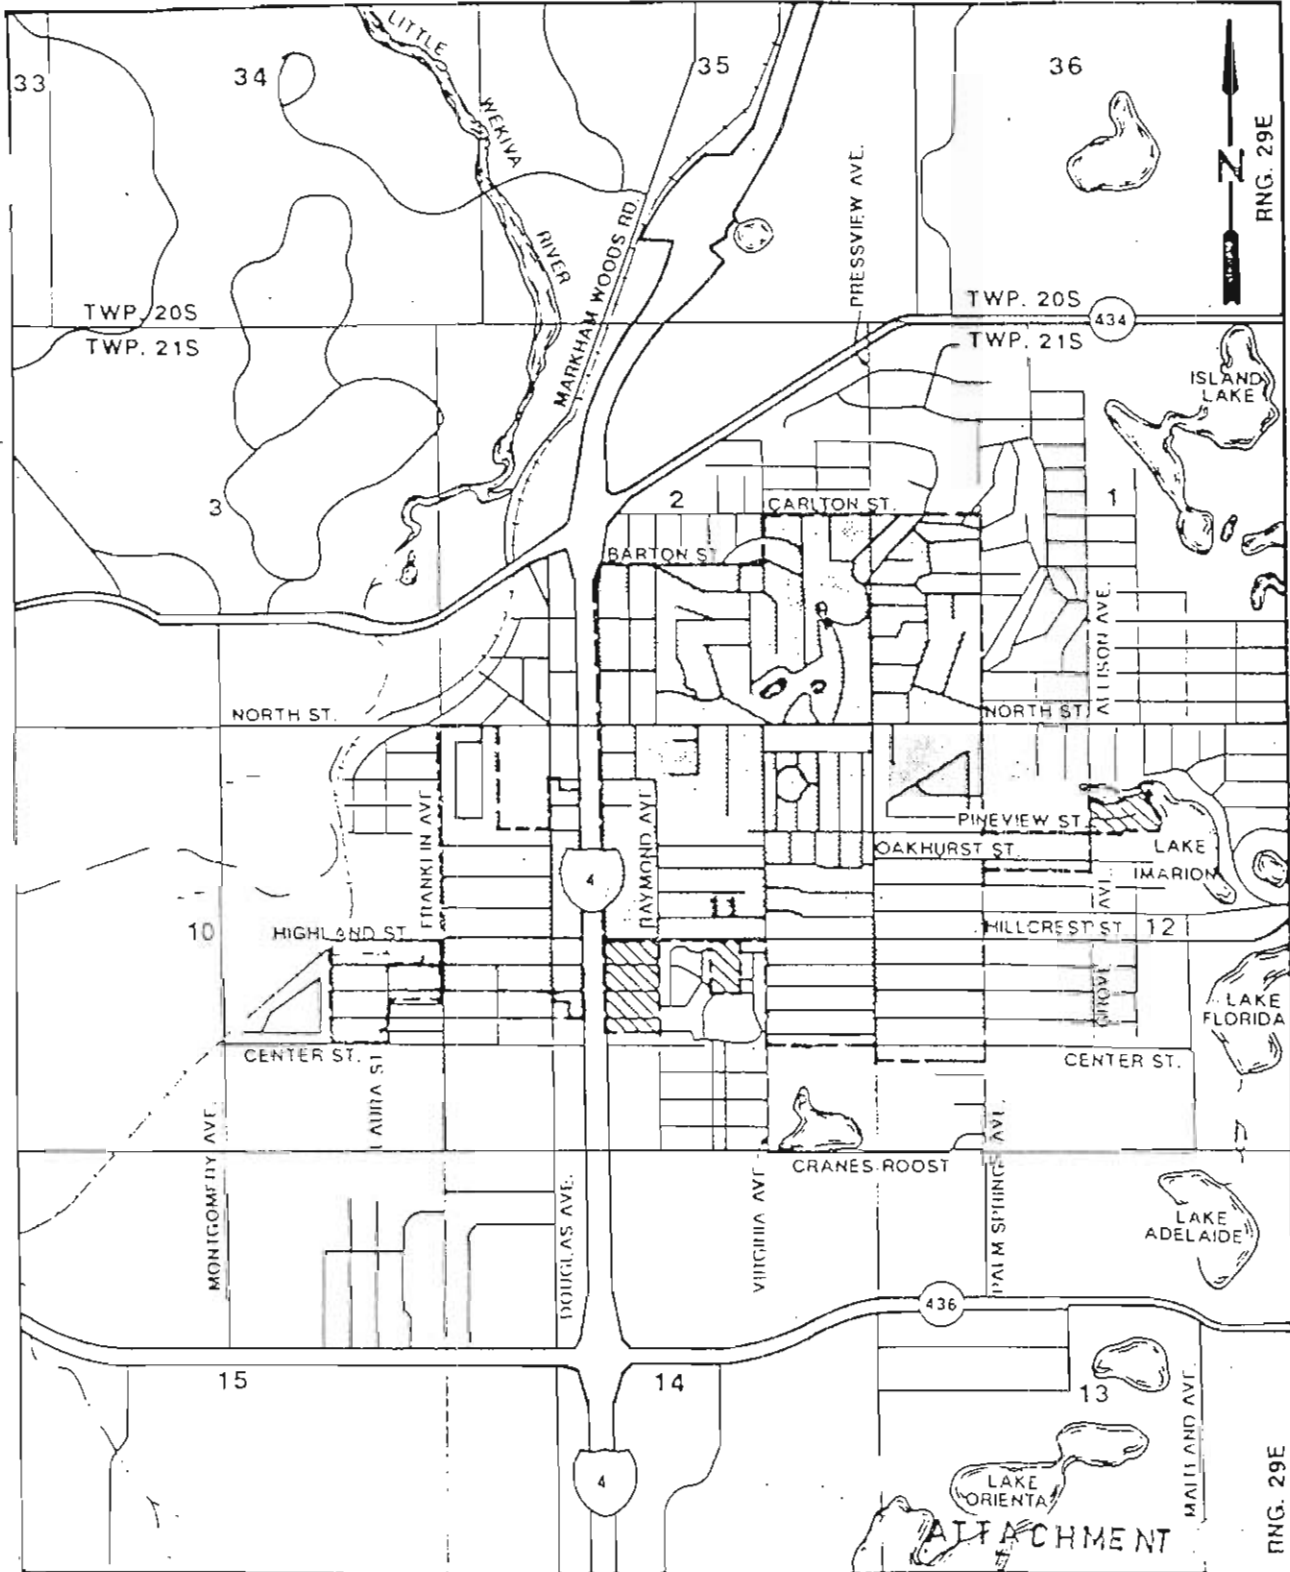 LITTLE
WEKIVA
RIVER
33
34
35
36
N
RNG. 29E
PRESSVIEW AVE.
MARKHAM WOODS RD.
TWP. 20S
TWP. 21S
TWP. 20S
434
TWP. 21S
ISLAND
LAKE
3
2
CARLTON ST.
1
BARTON ST
ALLISON AVE.
NORTH ST.
NORTH ST.
FRANKLIN AVE
RAYMOND AVE
PINEVIEW ST.
OAKHURST ST.
LAKE
MARION
4
10
HIGHLAND ST.
HILLCREST ST.
12
GROVE AVE
LAKE
FLORIDA
CENTER ST.
CENTER ST.
LAURA ST
MONTGOMERY AVE.
CRANES ROOST
DOUGLAS AVE.
VIRGINIA AVE
PALM SPRINGS AVE.
LAKE
ADELAIDE
436
15
14
13
MAITLAND AVE.
4
LAKE
ORIENTA
RNG. 29E
ATTACHMENT